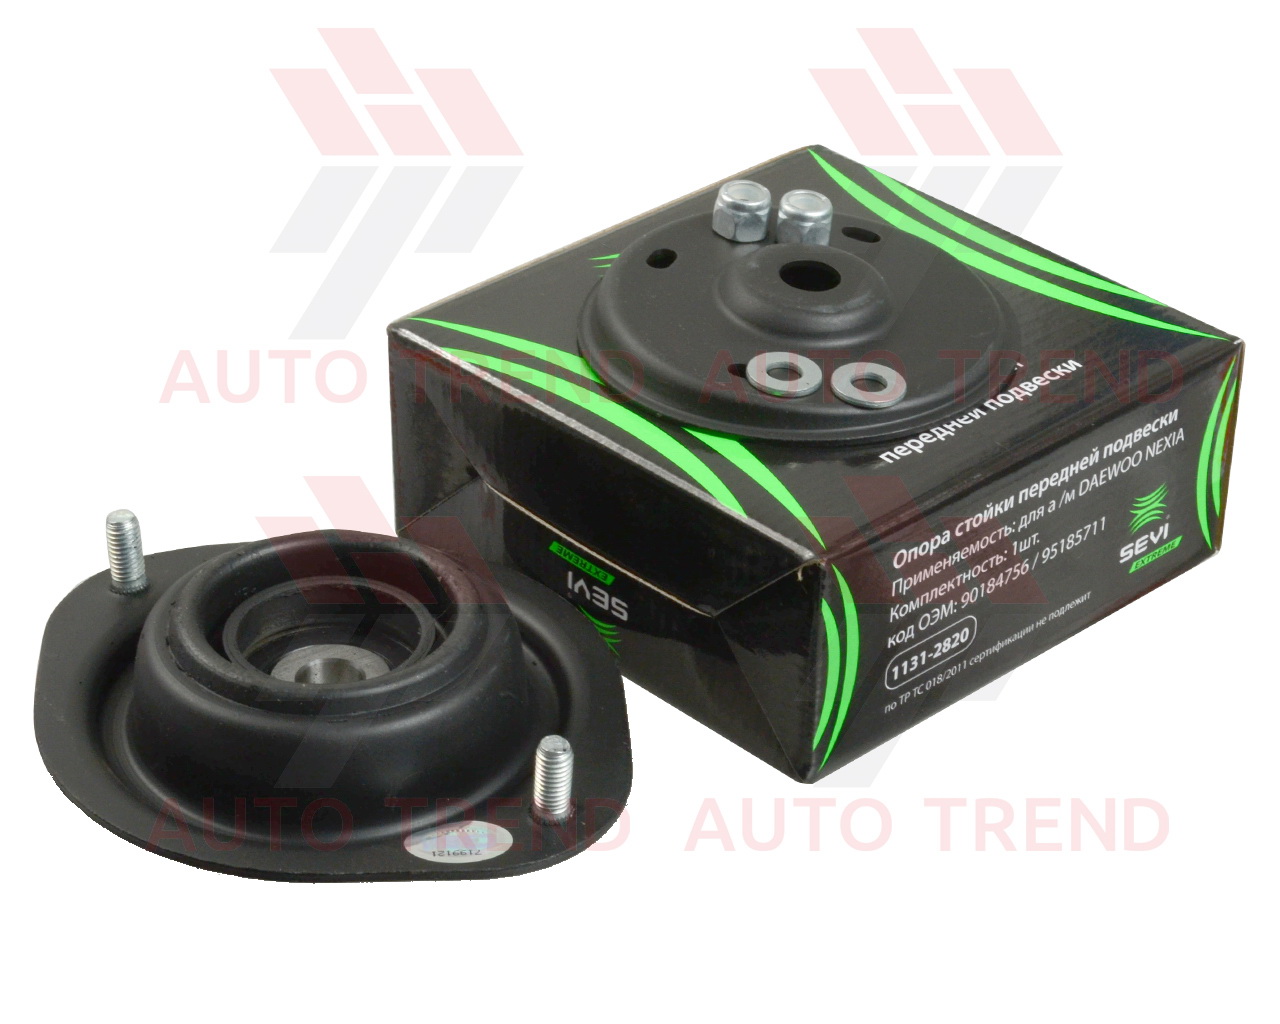 передней подвески
Опора стойки передней подвески
Применяемость: для а /м DAEWOO NEXIA
Комплектность: 1шт.
код ОЭМ: 90184756 / 95185711
1131-2820
по ТР ТС 018/2011 сертификации не подлежит
SEVI
EXTREME
SEVI
EXTREME
7199121
AUTO TREND
AUTO TREND
AUTO TREND
AUTO TREND